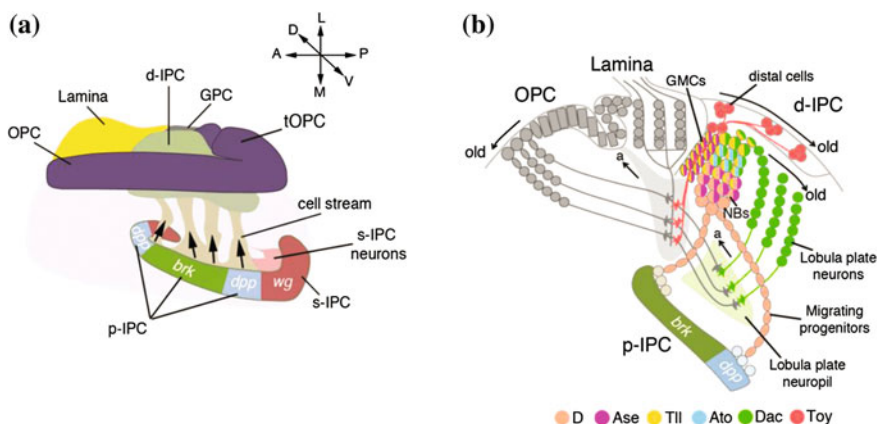 (a)
L
D
A
P
V
M
d-IPC
GPC
Lamina
tOPC
OPC
cell stream
s-IPC
neurons
dpp
brk
dpp
wg
s-IPC
p-IPC
(b)
Lamina
GMCs
distal cells
OPC
d-IPC
old
old
a
old
NBs
a
Lobula plate
neurons
brk
Migrating
progenitors
p-IPC
dpp
Lobula plate
neuropil
D Ase Tll Ato Dac Toy